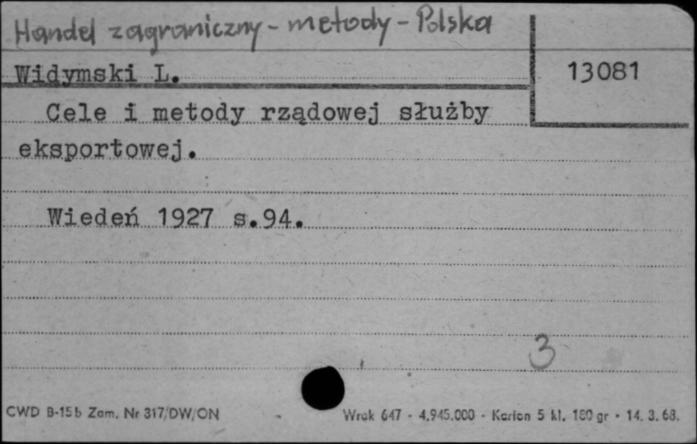 Handel zagraniczny - metody - Polska
Widymski L.
13081
Cele i metody rządowej służby
eksportowej.
Wiedeń 1927 s.94.
3
CWD B-15b Zam. Nr 317/DW/ON
Wrak 647 - 4.945.000 - Karton 5 kl. 180 gr - 14. 3. 68.